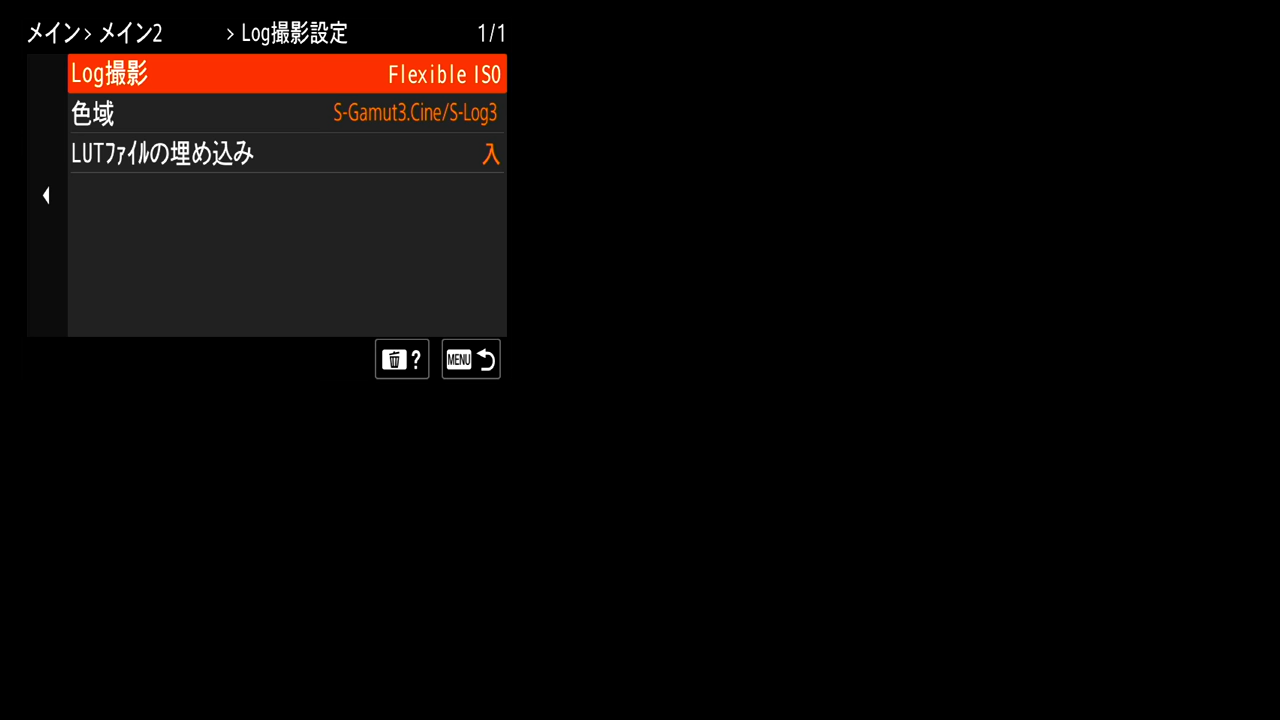 メイン> メイン2 > Log撮影設定 1/1
Log撮影 Flexible ISO
色域 S-Gamut3.Cine/S-Log3
LUTﾌｧｲﾙの埋め込み 入
? MENU